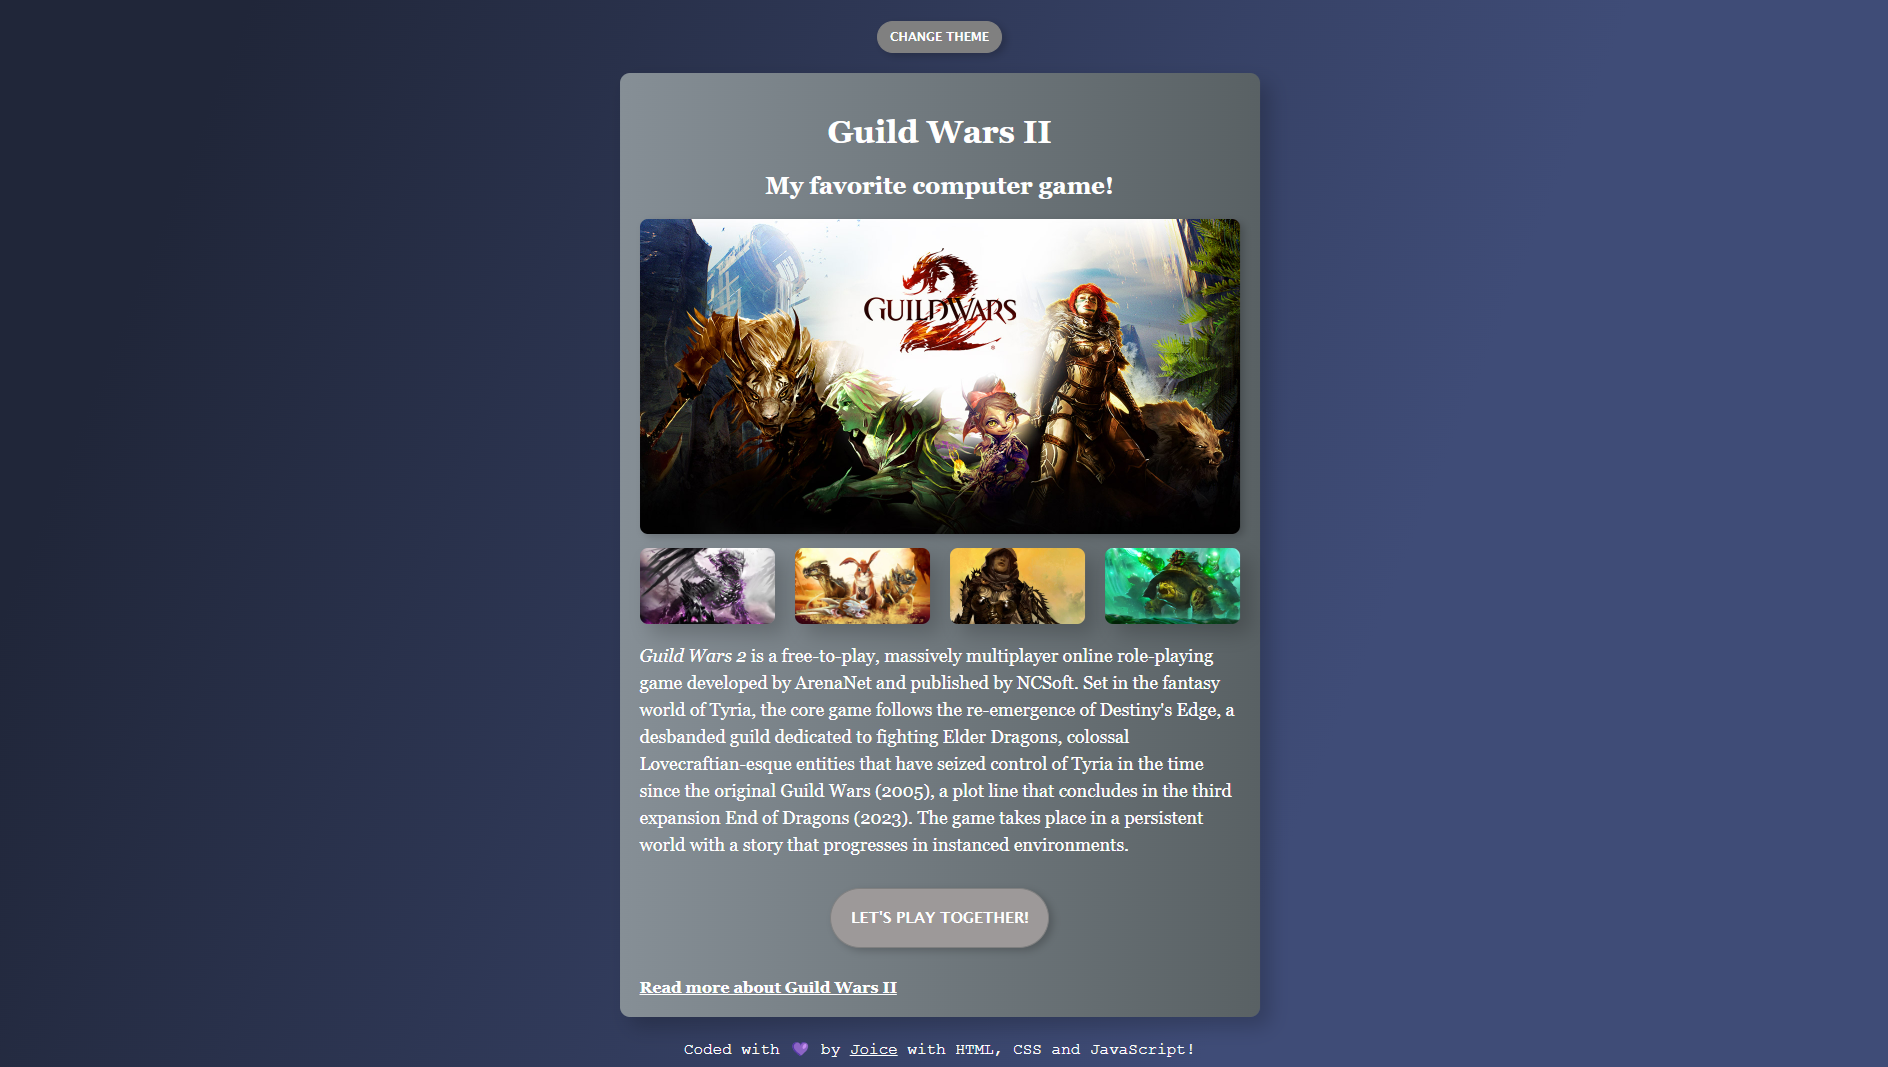 CHANGE THEME
Guild Wars II
My favorite computer game!
GUILDWARS
2
Guild Wars 2 is a free-to-play, massively multiplayer online role-playing
game developed by ArenaNet and published by NCSoft. Set in the fantasy
world of Tyria, the core game follows the re-emergence of Destiny's Edge, a
desbanded guild dedicated to fighting Elder Dragons, colossal
Lovecraftian-esque entities that have seized control of Tyria in the time
since the original Guild Wars (2005), a plot line that concludes in the third
expansion End of Dragons (2023). The game takes place in a persistent
world with a story that progresses in instanced environments.
LET'S PLAY TOGETHER!
Read more about Guild Wars II
Coded with 💜 by Joice with HTML, CSS and JavaScript!